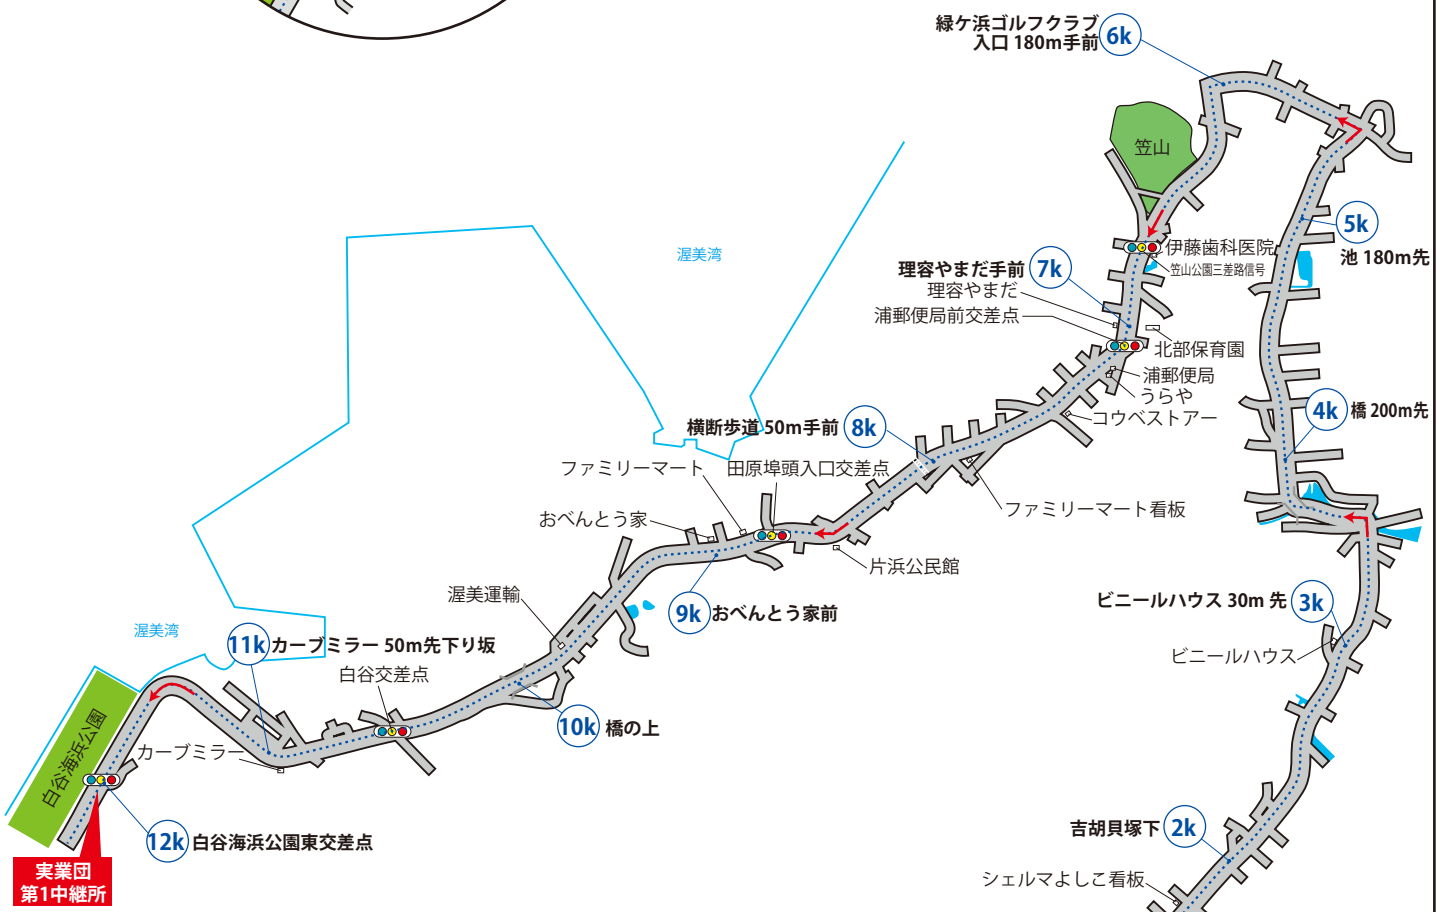 緑ケ浜ゴルフクラブ
入口 180m手前
6k
笠山
5k
池 180m先
渥美湾
伊藤歯科医院
笠山公園三差路信号
理容やまだ手前
7k
理容やまだ
浦郵便局前交差点
北部保育園
浦郵便局
うらや
コウベストアー
4k
橋 200m先
横断歩道 50m手前
8k
ファミリーマート
田原埠頭入口交差点
おべんとう家
ファミリーマート看板
片浜公民館
渥美運輸
9k
おべんとう家前
ビニールハウス 30m 先
3k
ビニールハウス
渥美湾
11k
カーブミラー 50m先下り坂
白谷交差点
10k
橋の上
白谷海浜公園
カーブミラー
12k
白谷海浜公園東交差点
吉胡貝塚下
2k
シェルマよしこ看板
実業団
第1中継所